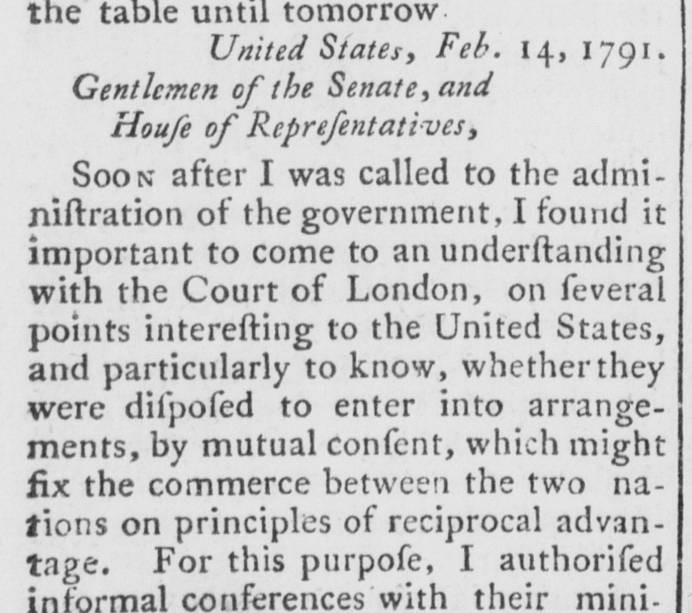 the table until tomorrow.
United States, Feb. 14, 1791.
Gentlemen of the Senate, and
Houſe of Repreſentatives,
SOON after I was called to the admi-
niſtration of the government, I found it
important to come to an underſtanding
with the Court of London, on ſeveral
points intereſting to the United States,
and particularly to know, whether they
were diſpoſed to enter into arrange-
ments, by mutual conſent, which might
fix the commerce between the two na-
tions on principles of reciprocal advan-
tage. For this purpoſe, I authoriſed
informal conferences with their mini-